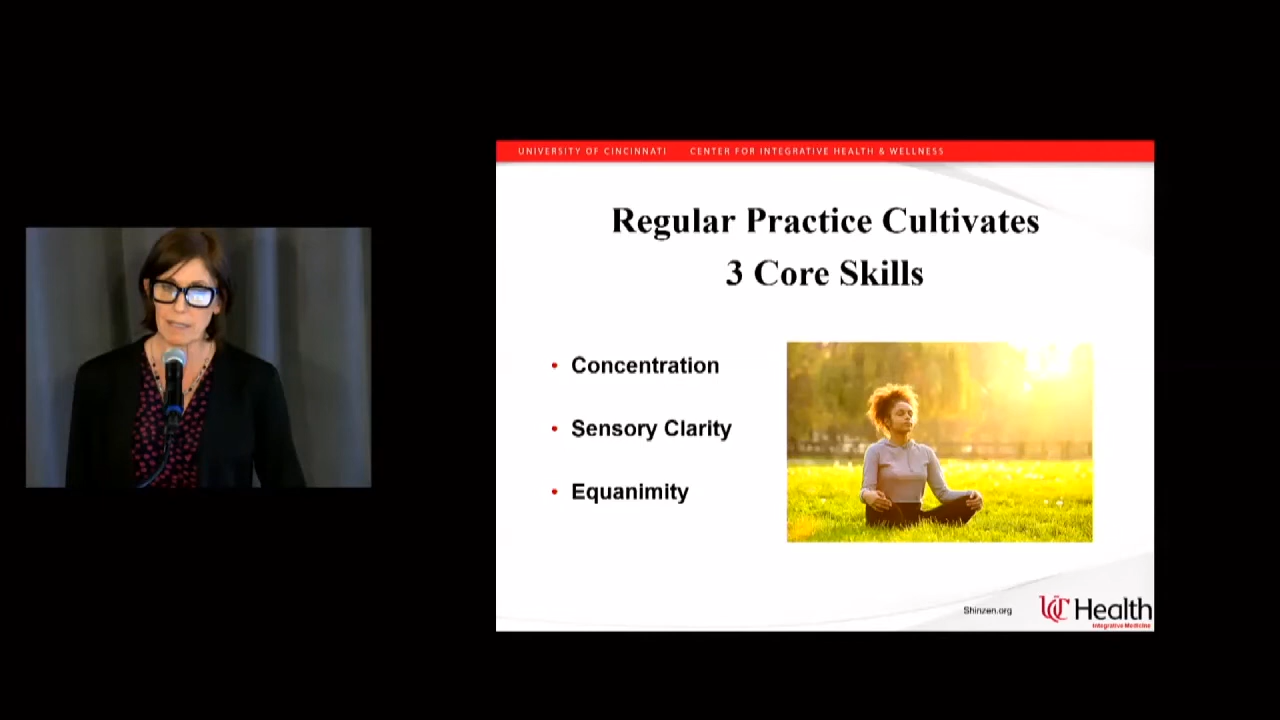 UNIVERSITY OF CINCINNATI CENTER FOR INTEGRATIVE HEALTH & WELLNESS
Regular Practice Cultivates
3 Core Skills
• Concentration
• Sensory Clarity
• Equanimity
Shinzen.org
UC Health
Integrative Medicine